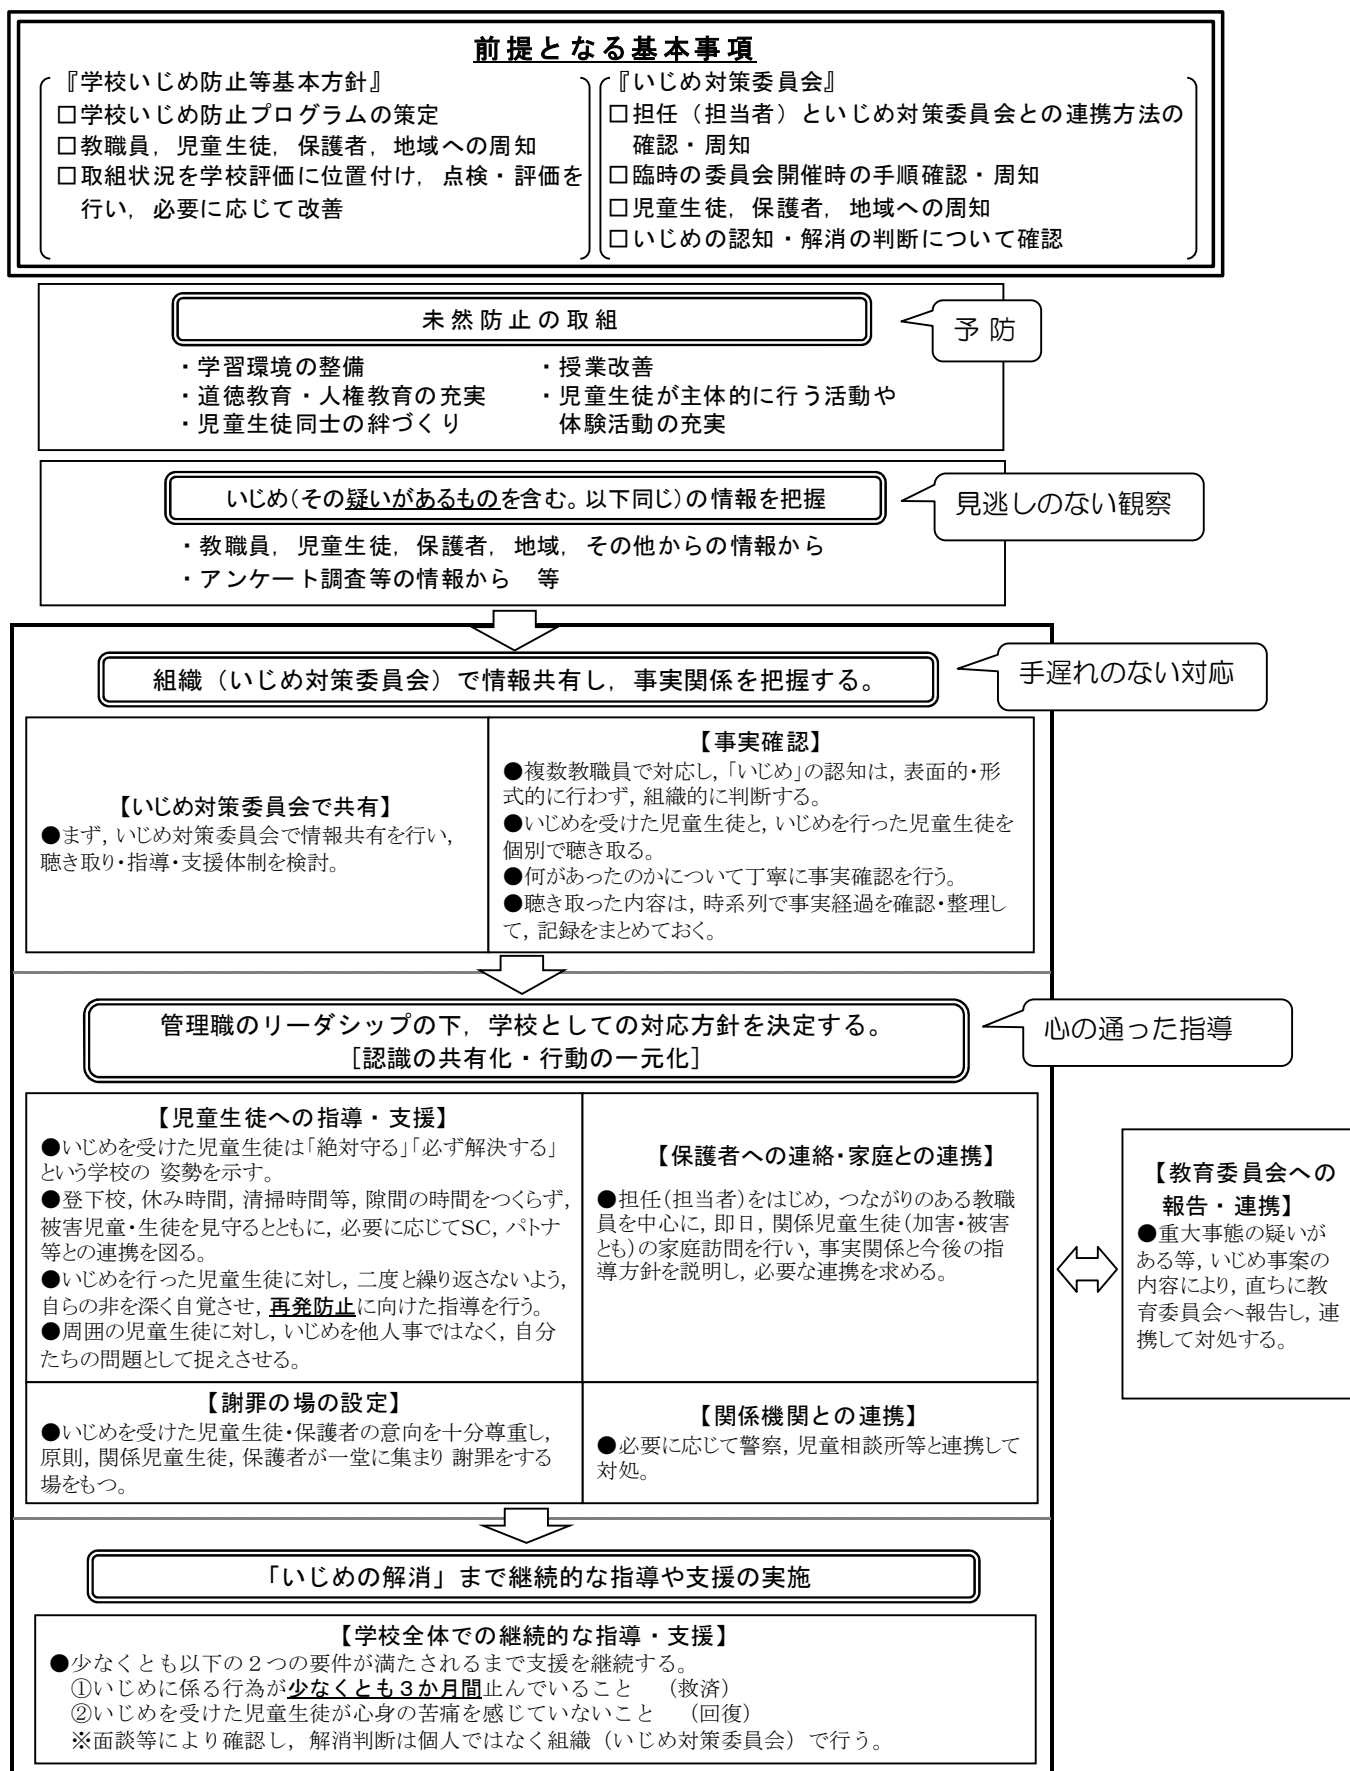 前提となる基本事項
『学校いじめ防止等基本方針』
□学校いじめ防止プログラムの策定
□教職員，児童生徒，保護者，地域への周知
□取組状況を学校評価に位置付け，点検・評価を
行い，必要に応じて改善
『いじめ対策委員会』
□担任（担当者）といじめ対策委員会との連携方法の
確認・周知
□臨時の委員会開催時の手順確認・周知
□児童生徒，保護者，地域への周知
□いじめの認知・解消の判断について確認
未然防止の取組
予防
・学習環境の整備
・道徳教育・人権教育の充実
・児童生徒同士の絆づくり
・授業改善
・児童生徒が主体的に行う活動や
体験活動の充実
いじめ（その疑いがあるものを含む。以下同じ）の情報を把握
見逃しのない観察
・教職員，児童生徒，保護者，地域，その他からの情報から
・アンケート調査等の情報から　等
組織（いじめ対策委員会）で情報共有し，事実関係を把握する。
手遅れのない対応
【いじめ対策委員会で共有】
●まず，いじめ対策委員会で情報共有を行い，
聴き取り・指導・支援体制を検討。
【事実確認】
●複数教職員で対応し，「いじめ」の認知は，表面的・形
式的に行わず，組織的に判断する。
●いじめを受けた児童生徒と，いじめを行った児童生徒を
個別で聴き取る。
●何があったのかについて丁寧に事実確認を行う。
●聴き取った内容は，時系列で事実経過を確認・整理し
て，記録をまとめておく。
管理職のリーダシップの下，学校としての対応方針を決定する。
［認識の共有化・行動の一元化］
心の通った指導
【児童生徒への指導・支援】
●いじめを受けた児童生徒は「絶対守る」「必ず解決する」
という学校の 姿勢を示す。
●登下校，休み時間，清掃時間等，隙間の時間をつくらず，
被害児童・生徒を見守るとともに，必要に応じてSC，パトナ
等との連携を図る。
●いじめを行った児童生徒に対し，二度と繰り返さないよう，
自らの非を深く自覚させ，再発防止に向けた指導を行う。
●周囲の児童生徒に対し，いじめを他人事ではなく，自分
たちの問題として捉えさせる。
【保護者への連絡・家庭との連携】
●担任（担当者）をはじめ，つながりのある教職
員を中心に，即日，関係児童生徒（加害・被害
とも）の家庭訪問を行い，事実関係と今後の指
導方針を説明し，必要な連携を求める。
【教育委員会への
報告・連携】
●重大事態の疑いが
ある等，いじめ事案の
内容により，直ちに教
育委員会へ報告し，連
携して対処する。
【謝罪の場の設定】
●いじめを受けた児童生徒・保護者の意向を十分尊重し，
原則，関係児童生徒，保護者が一堂に集まり 謝罪をする
場をもつ。
【関係機関との連携】
●必要に応じて警察，児童相談所等と連携して
対処。
「いじめの解消」まで継続的な指導や支援の実施
【学校全体での継続的な指導・支援】
●少なくとも以下の２つの要件が満たされるまで支援を継続する。
①いじめに係る行為が少なくとも３か月間止んでいること　（救済）
②いじめを受けた児童生徒が心身の苦痛を感じていないこと　（回復）
※面談等により確認し，解消判断は個人ではなく組織（いじめ対策委員会）で行う。